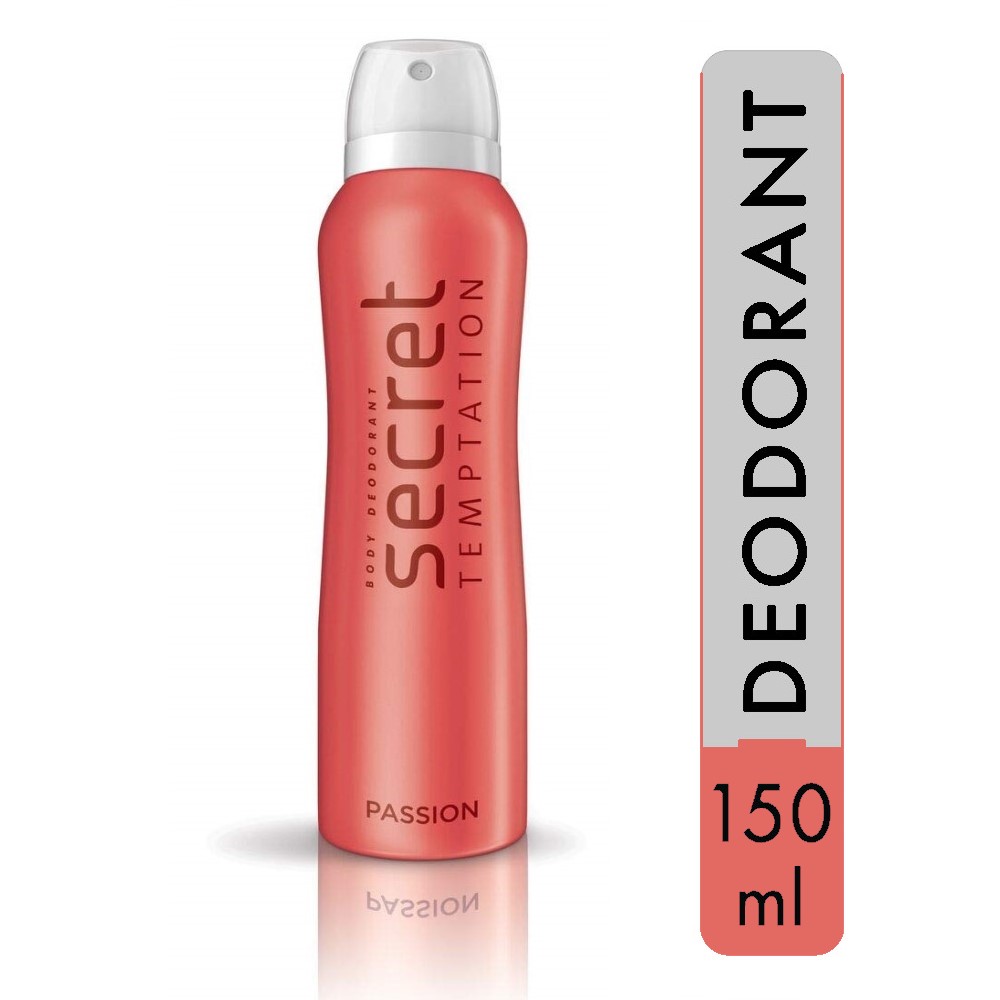 BODY DEODORANT
secret
TEMPTATION
PASSION
PASSION
DEODORANT
150
ml